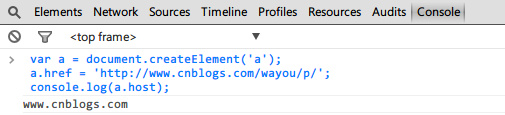 Elements Network Sources Timeline Profiles Resources Audits Console
<top frame>
var a = document.createElement('a');
a.href = 'http://www.cnblogs.com/wayou/p/';
console.log(a.host);
www.cnblogs.com